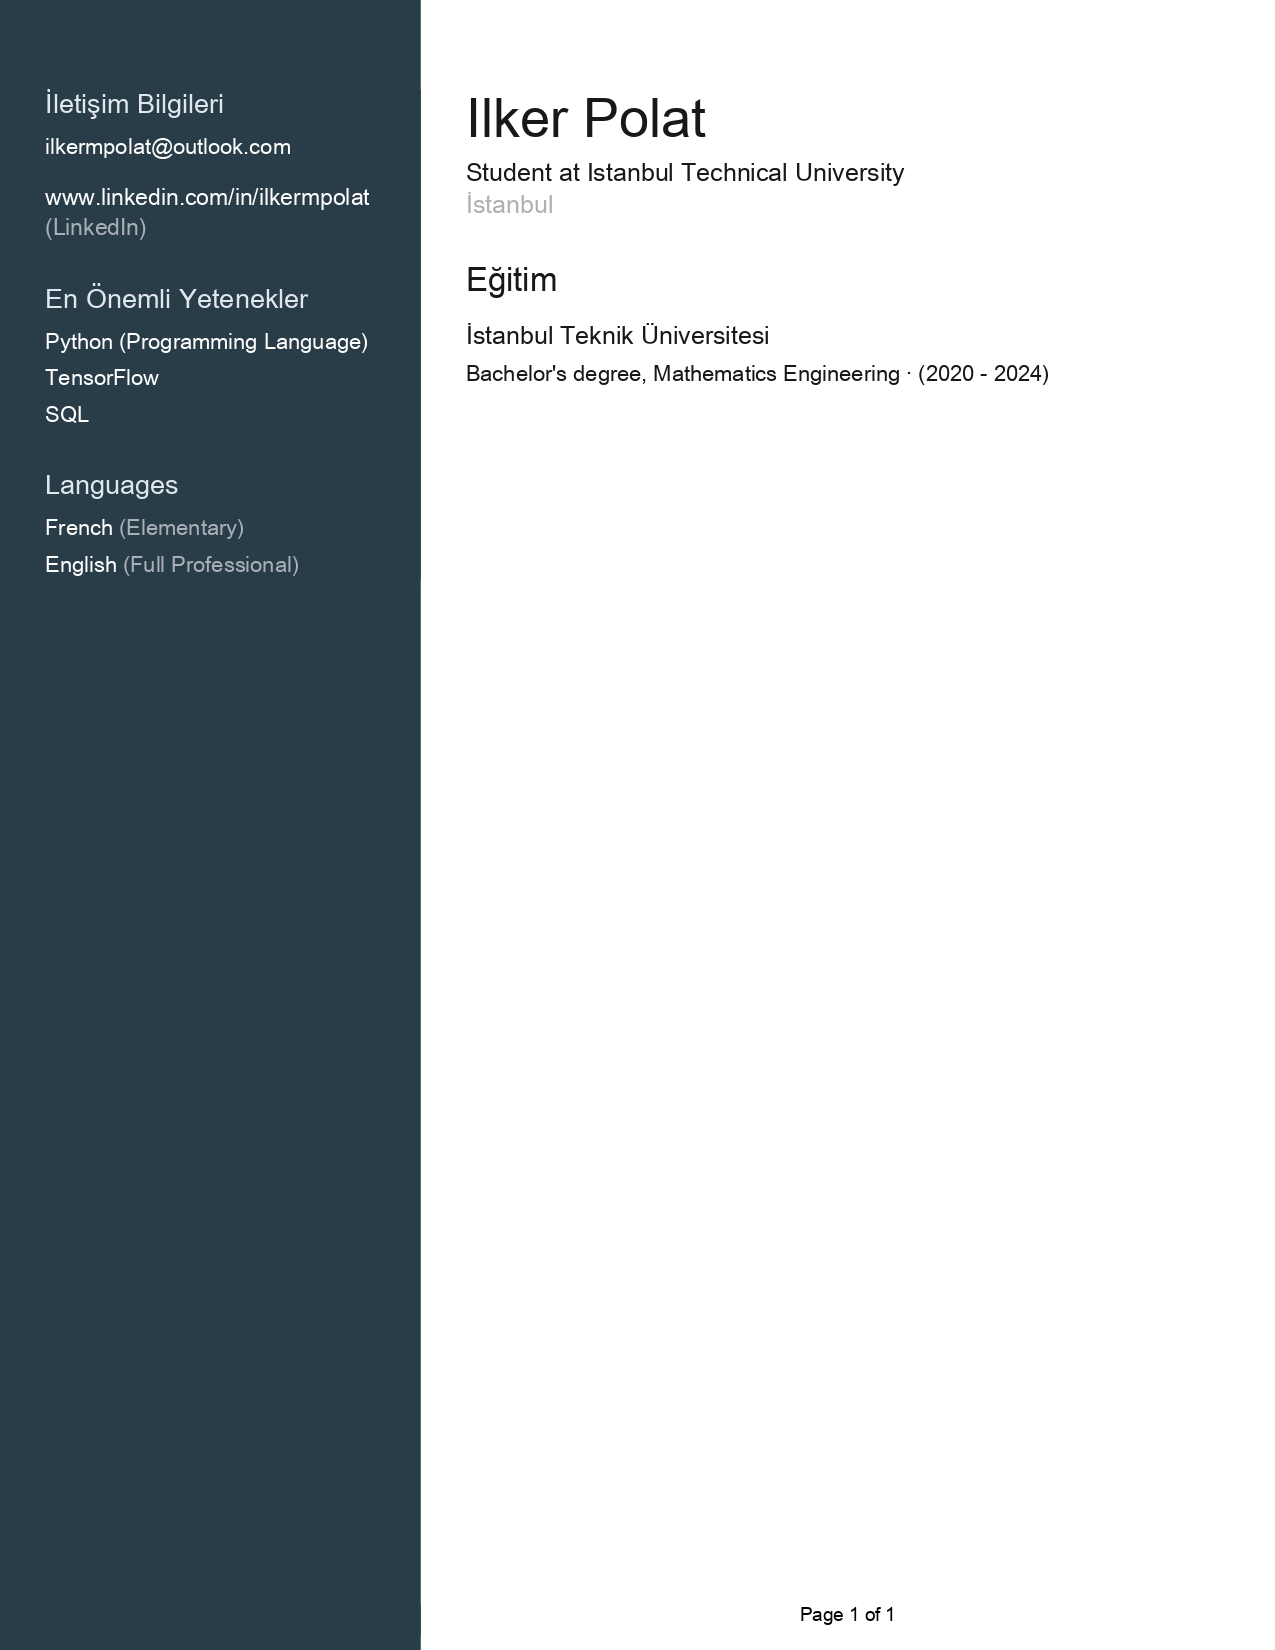 İletişim Bilgileri
ilkermpolat@outlook.com
www.linkedin.com/in/ilkermpolat
(LinkedIn)
En Önemli Yetenekler
Python (Programming Language)
TensorFlow
SQL
Languages
French (Elementary)
English (Full Professional)
Ilker Polat
Student at Istanbul Technical University
İstanbul
Eğitim
İstanbul Teknik Üniversitesi
Bachelor's degree, Mathematics Engineering · (2020 - 2024)
Page 1 of 1